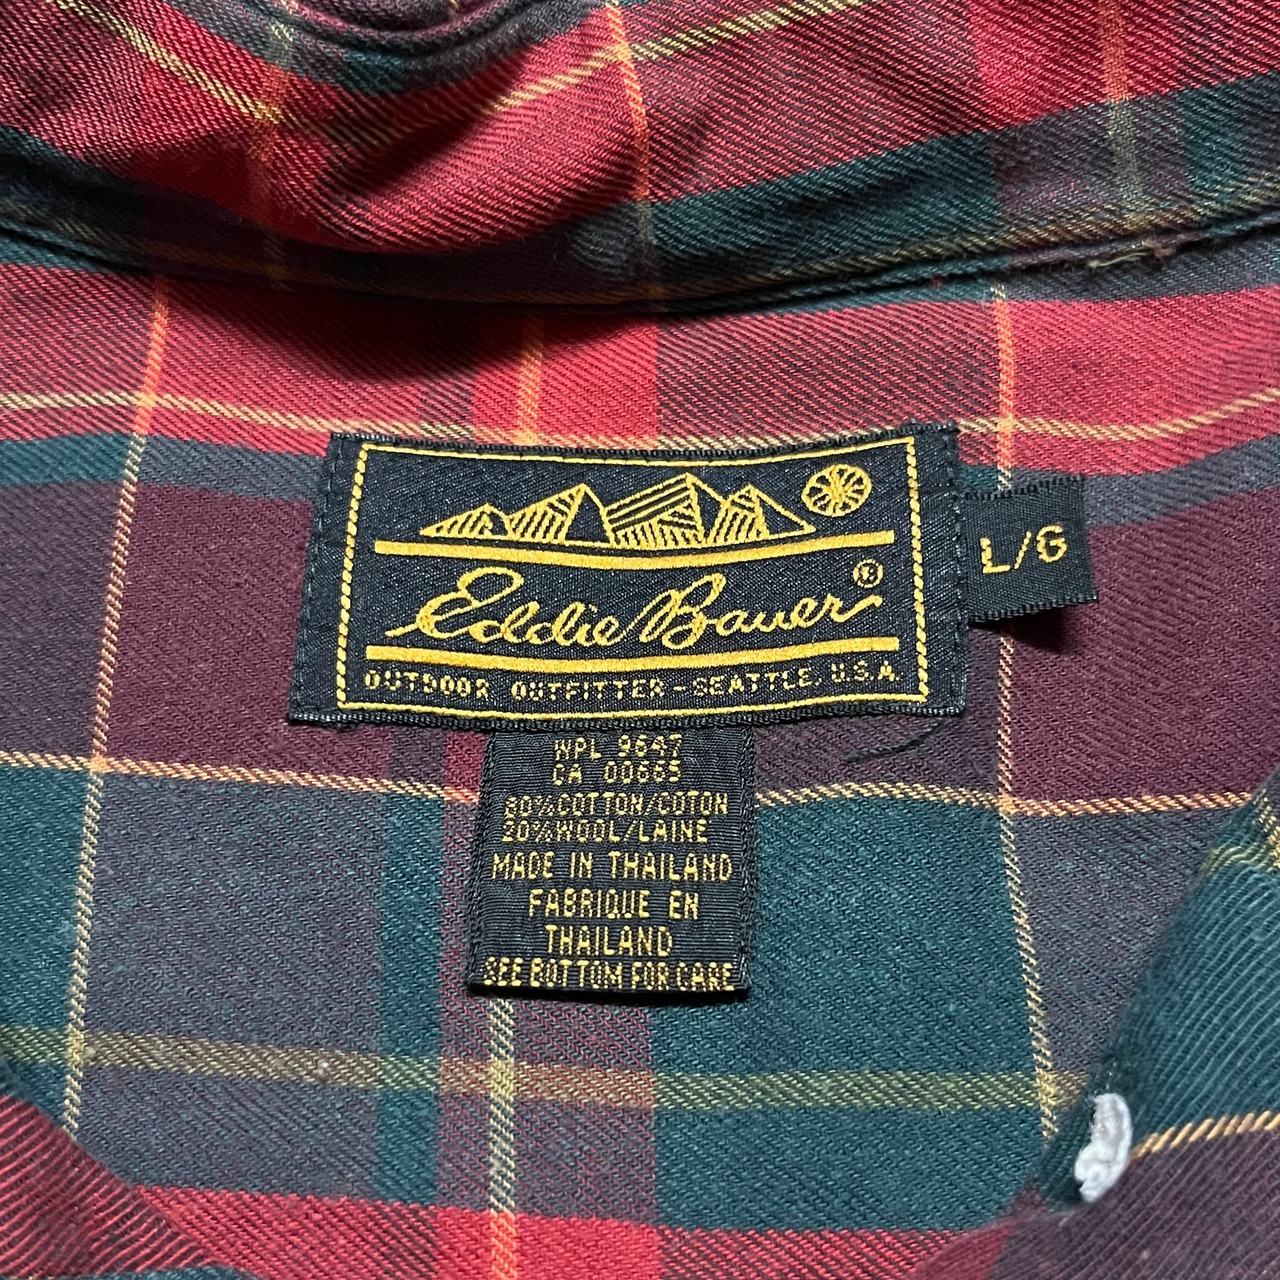 Eddie Bauer®
OUTDOOR OUTFITTER - SEATTLE, U.S.A
L/G
WPL 9647
CA 00665
80% COTTON/COTON
20% WOOL/LAINE
MADE IN THAILAND
FABRIQUE EN
THAILAND
SEE BOTTOM FOR CARE